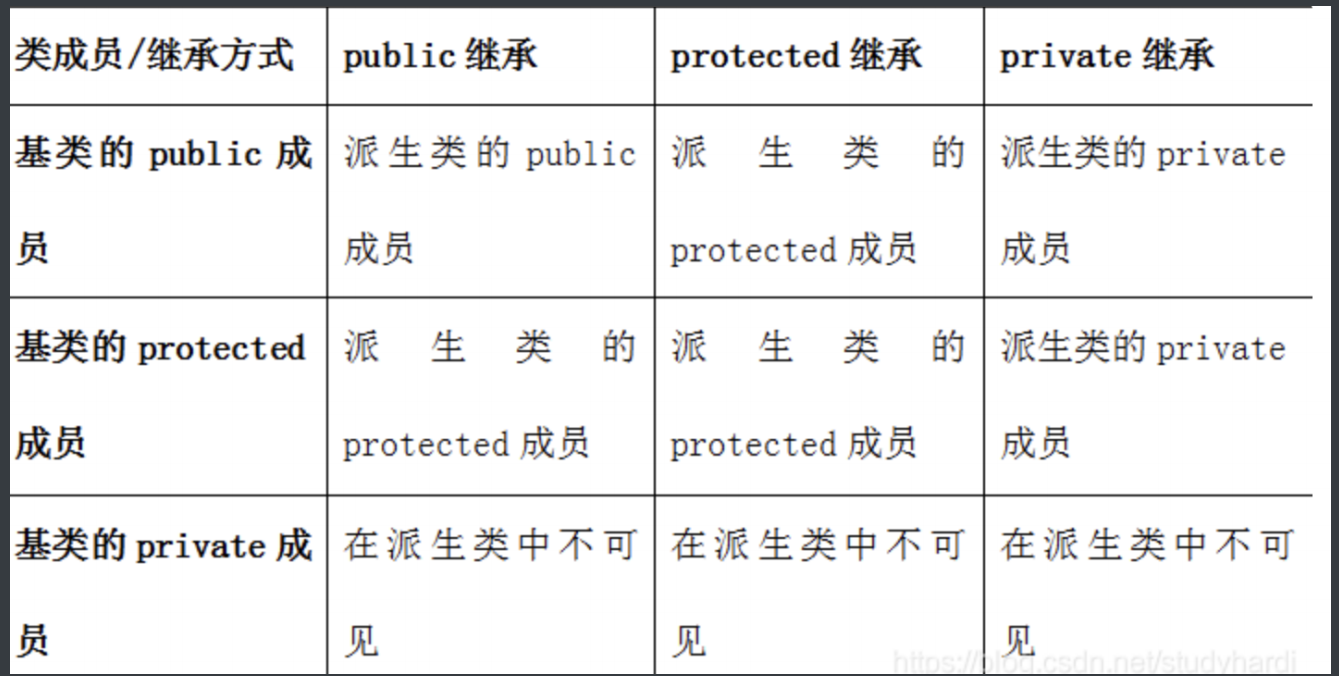 类成员/继承方式 public 继承 protected 继承 private 继承
基类的 public 成 派生类的 public 派生类的 派生类的 private
员 成员 protected 成员 成员
基类的 protected 派生类的 派生类的 派生类的 private
成员 protected 成员 protected 成员 成员
基类的 private 成 在派生类中不可 在派生类中不可 在派生类中不可
员 见 见 见
https://blog.csdn.net/studyhardi